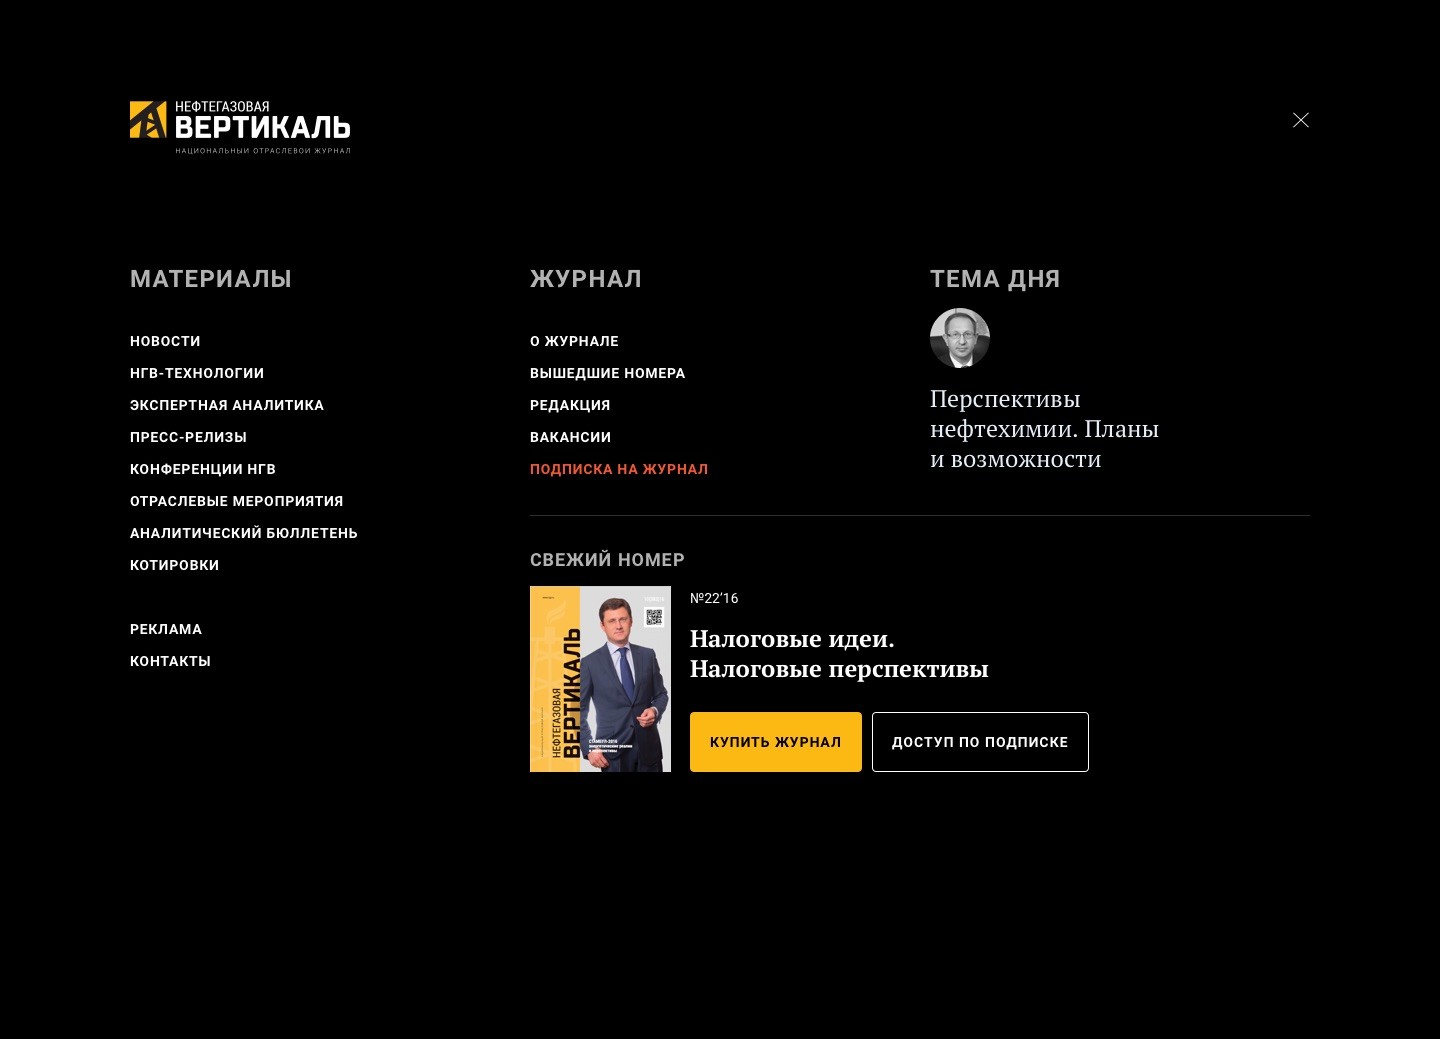 НЕФТЕГАЗОВАЯ
ВЕРТИКАЛЬ
НАЦИОНАЛЬНЫЙ ОТРАСЛЕВОЙ ЖУРНАЛ
МАТЕРИАЛЫ
НОВОСТИ
НГВ-ТЕХНОЛОГИИ
ЭКСПЕРТНАЯ АНАЛИТИКА
ПРЕСС-РЕЛИЗЫ
КОНФЕРЕНЦИИ НГВ
ОТРАСЛЕВЫЕ МЕРОПРИЯТИЯ
АНАЛИТИЧЕСКИЙ БЮЛЛЕТЕНЬ
КОТИРОВКИ
РЕКЛАМА
КОНТАКТЫ
ЖУРНАЛ
О ЖУРНАЛЕ
ВЫШЕДШИЕ НОМЕРА
РЕДАКЦИЯ
ВАКАНСИИ
ПОДПИСКА НА ЖУРНАЛ
ТЕМА ДНЯ
Перспективы
нефтехимии. Планы
и возможности
СВЕЖИЙ НОМЕР
НЕФТЕГАЗОВАЯ
ВЕРТИКАЛЬ
№22’16
Налоговые идеи.
Налоговые перспективы
КУПИТЬ ЖУРНАЛ
ДОСТУП ПО ПОДПИСКЕ